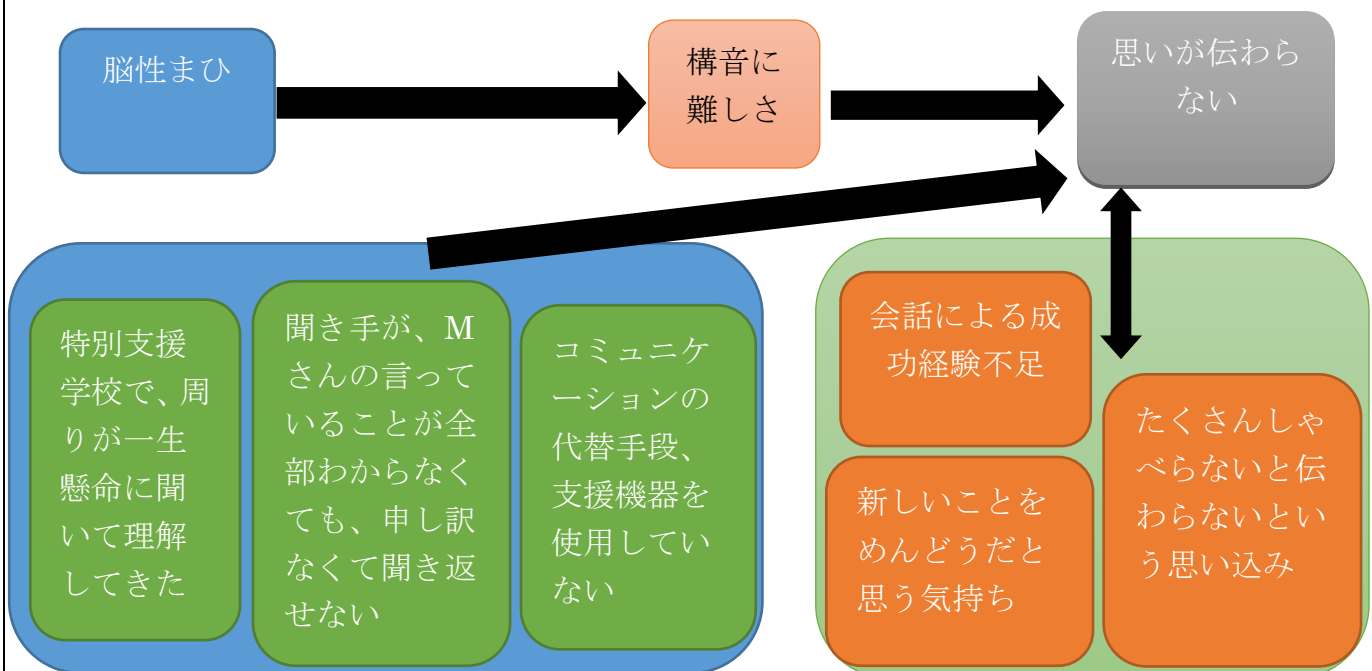 脳性まひ
構音に
難しさ
思いが伝わら
ない
特別支援
学校で、周
りが一生
懸命に聞
いて理解
してきた
聞き手が、M
さんの言って
いることが全
部わからなく
ても、申し訳
なくて聞き返
せない
コミュニケ
ーションの
代替手段、
支援機器を
使用してい
ない
会話による成
功経験不足
新しいことを
めんどうだと
思う気持ち
たくさんしゃ
べらないと伝
わらないとい
う思い込み